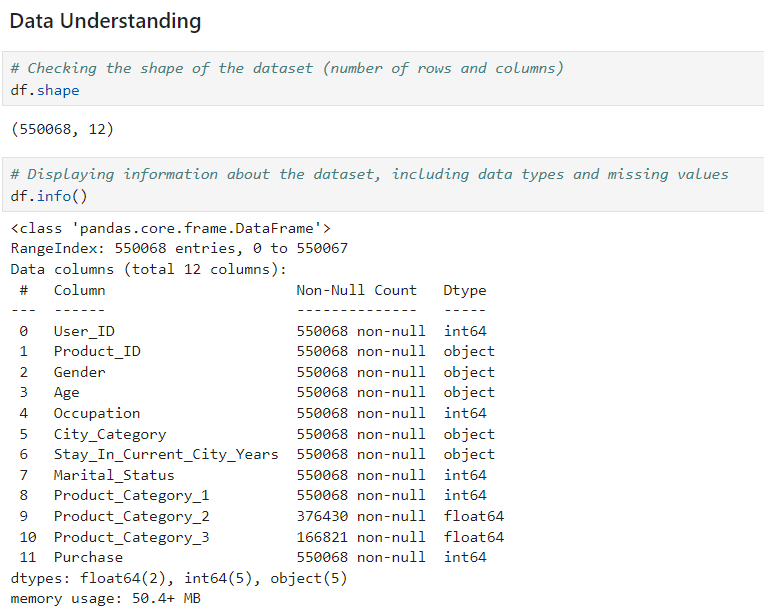 Data Understanding
# Checking the shape of the dataset (number of rows and columns)
df.shape
(550068, 12)
# Displaying information about the dataset, including data types and missing values
df.info()
<class 'pandas.core.frame.DataFrame'>
RangeIndex: 550068 entries, 0 to 550067
Data columns (total 12 columns):
 #   Column                      Non-Null Count   Dtype
---  ------                      --------------   -----
 0   User_ID                     550068 non-null  int64
 1   Product_ID                  550068 non-null  object
 2   Gender                      550068 non-null  object
 3   Age                         550068 non-null  object
 4   Occupation                  550068 non-null  int64
 5   City_Category               550068 non-null  object
 6   Stay_In_Current_City_Years  550068 non-null  object
 7   Marital_Status              550068 non-null  int64
 8   Product_Category_1          550068 non-null  int64
 9   Product_Category_2          376430 non-null  float64
 10  Product_Category_3          166821 non-null  float64
 11  Purchase                    550068 non-null  int64
dtypes: float64(2), int64(5), object(5)
memory usage: 50.4+ MB